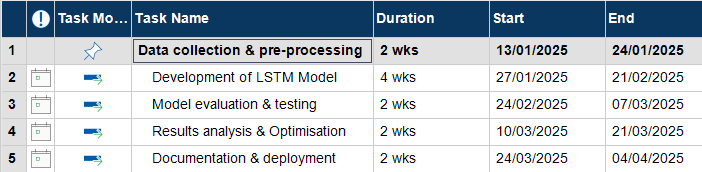 Task Mo... Task Name Duration Start End
1 Data collection & pre-processing 2 wks 13/01/2025 24/01/2025
2 Development of LSTM Model 4 wks 27/01/2025 21/02/2025
3 Model evaluation & testing 2 wks 24/02/2025 07/03/2025
4 Results analysis & Optimisation 2 wks 10/03/2025 21/03/2025
5 Documentation & deployment 2 wks 24/03/2025 04/04/2025